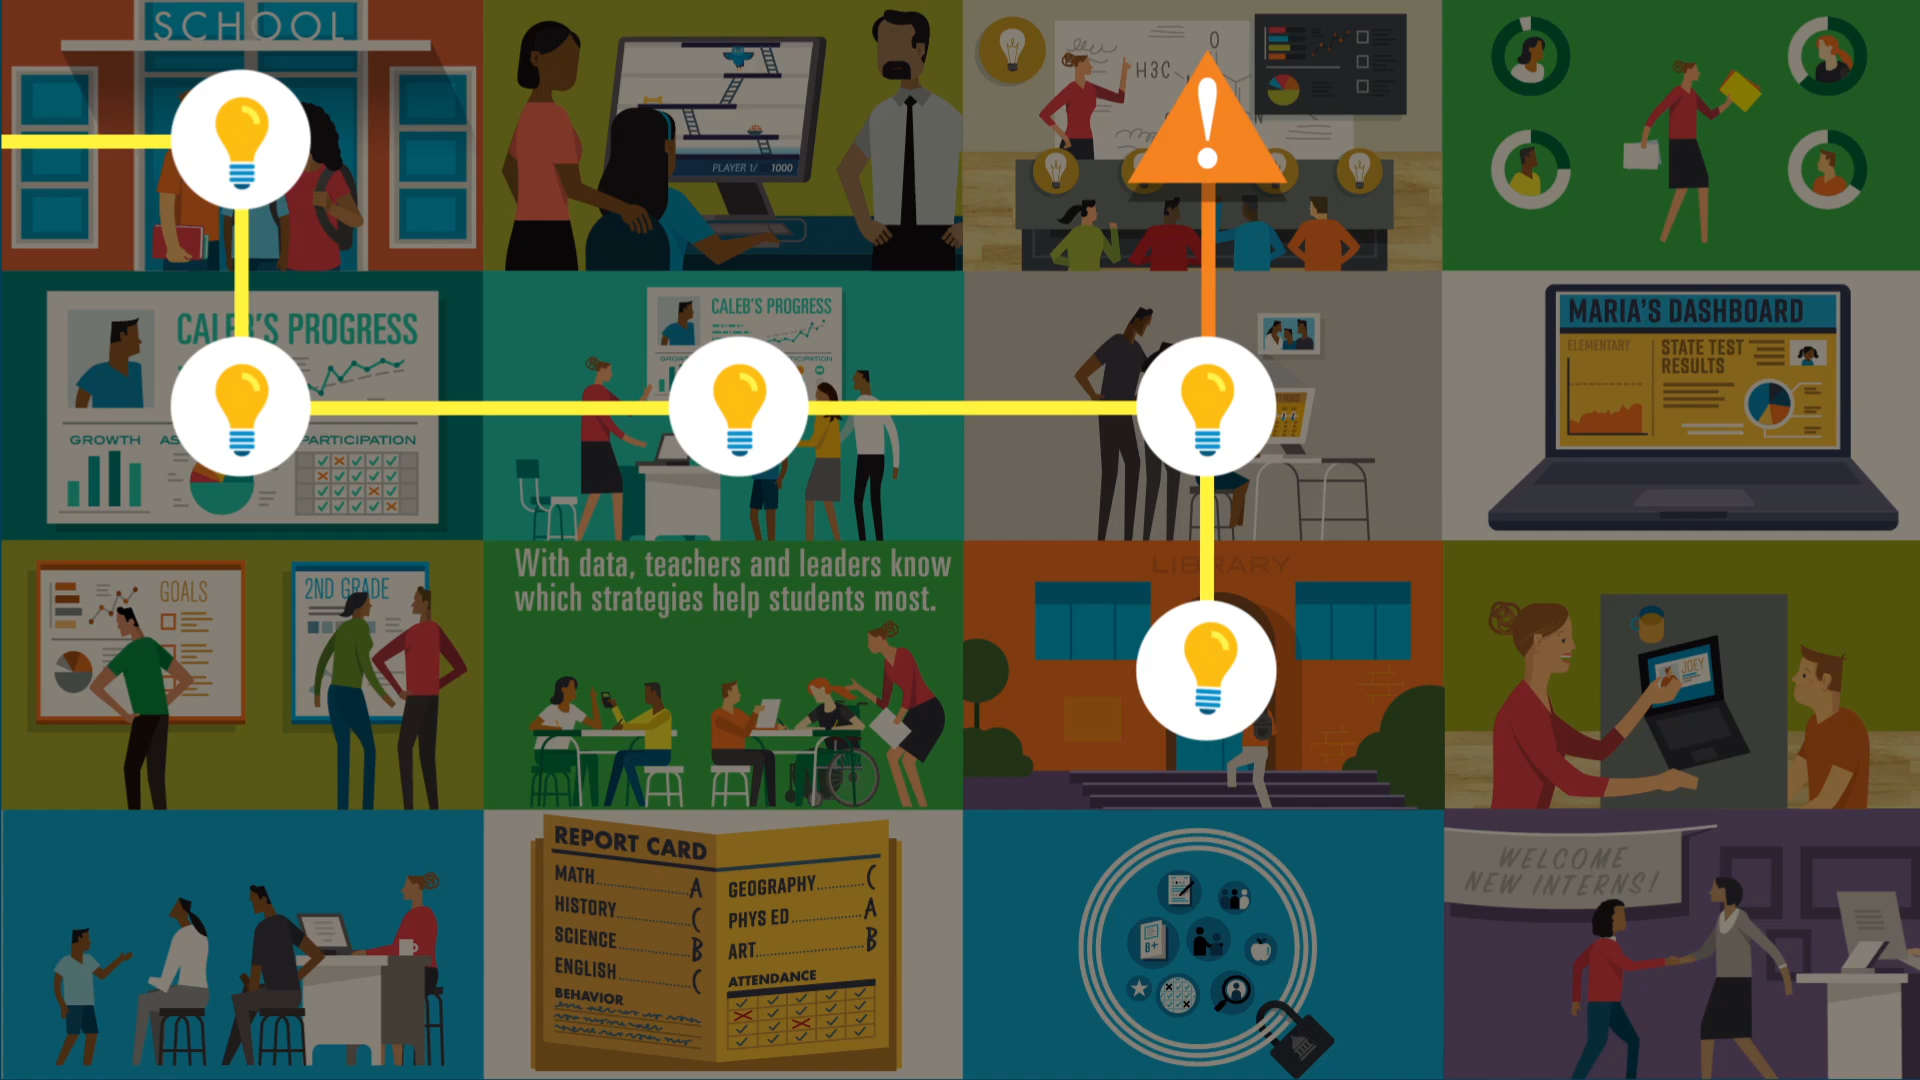 SCHOOL
PLAYER 1/ 1000
H3C
O
CALEB'S PROGRESS
GROWTH
PARTICIPATION
CALEB'S PROGRESS
MARIA'S DASHBOARD
ELEMENTARY
STATE TEST
RESULTS
GOALS
2ND GRADE
With data, teachers and leaders know
which strategies help students most.
LIBRARY
JOEY
REPORT CARD
MATH A
HISTORY C
SCIENCE B
ENGLISH C
BEHAVIOR
GEOGRAPHY C
PHYS ED A
ART B
ATTENDANCE
B+
WELCOME
NEW INTERNS!